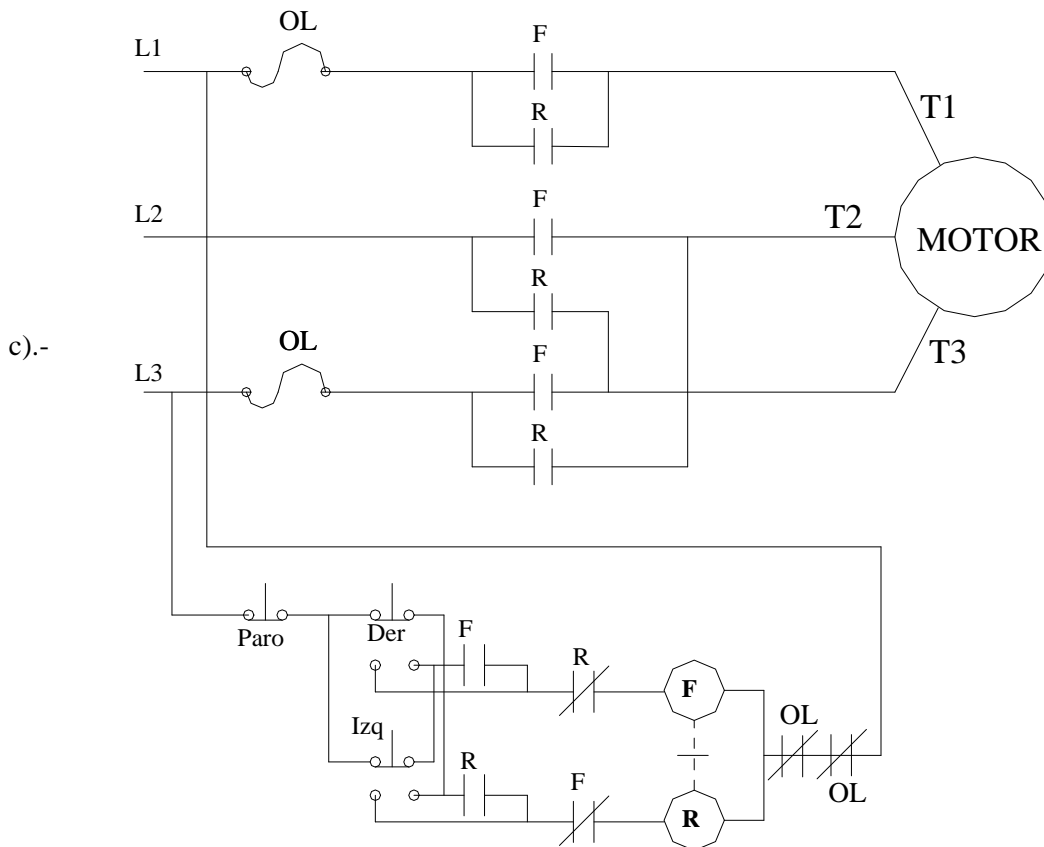 OL
L1
F
T1
R
L2
F
T2
MOTOR
R
c).-
OL
F
T3
L3
R
Paro
Der
F
R
F
OL
Izq
R
F
OL
R